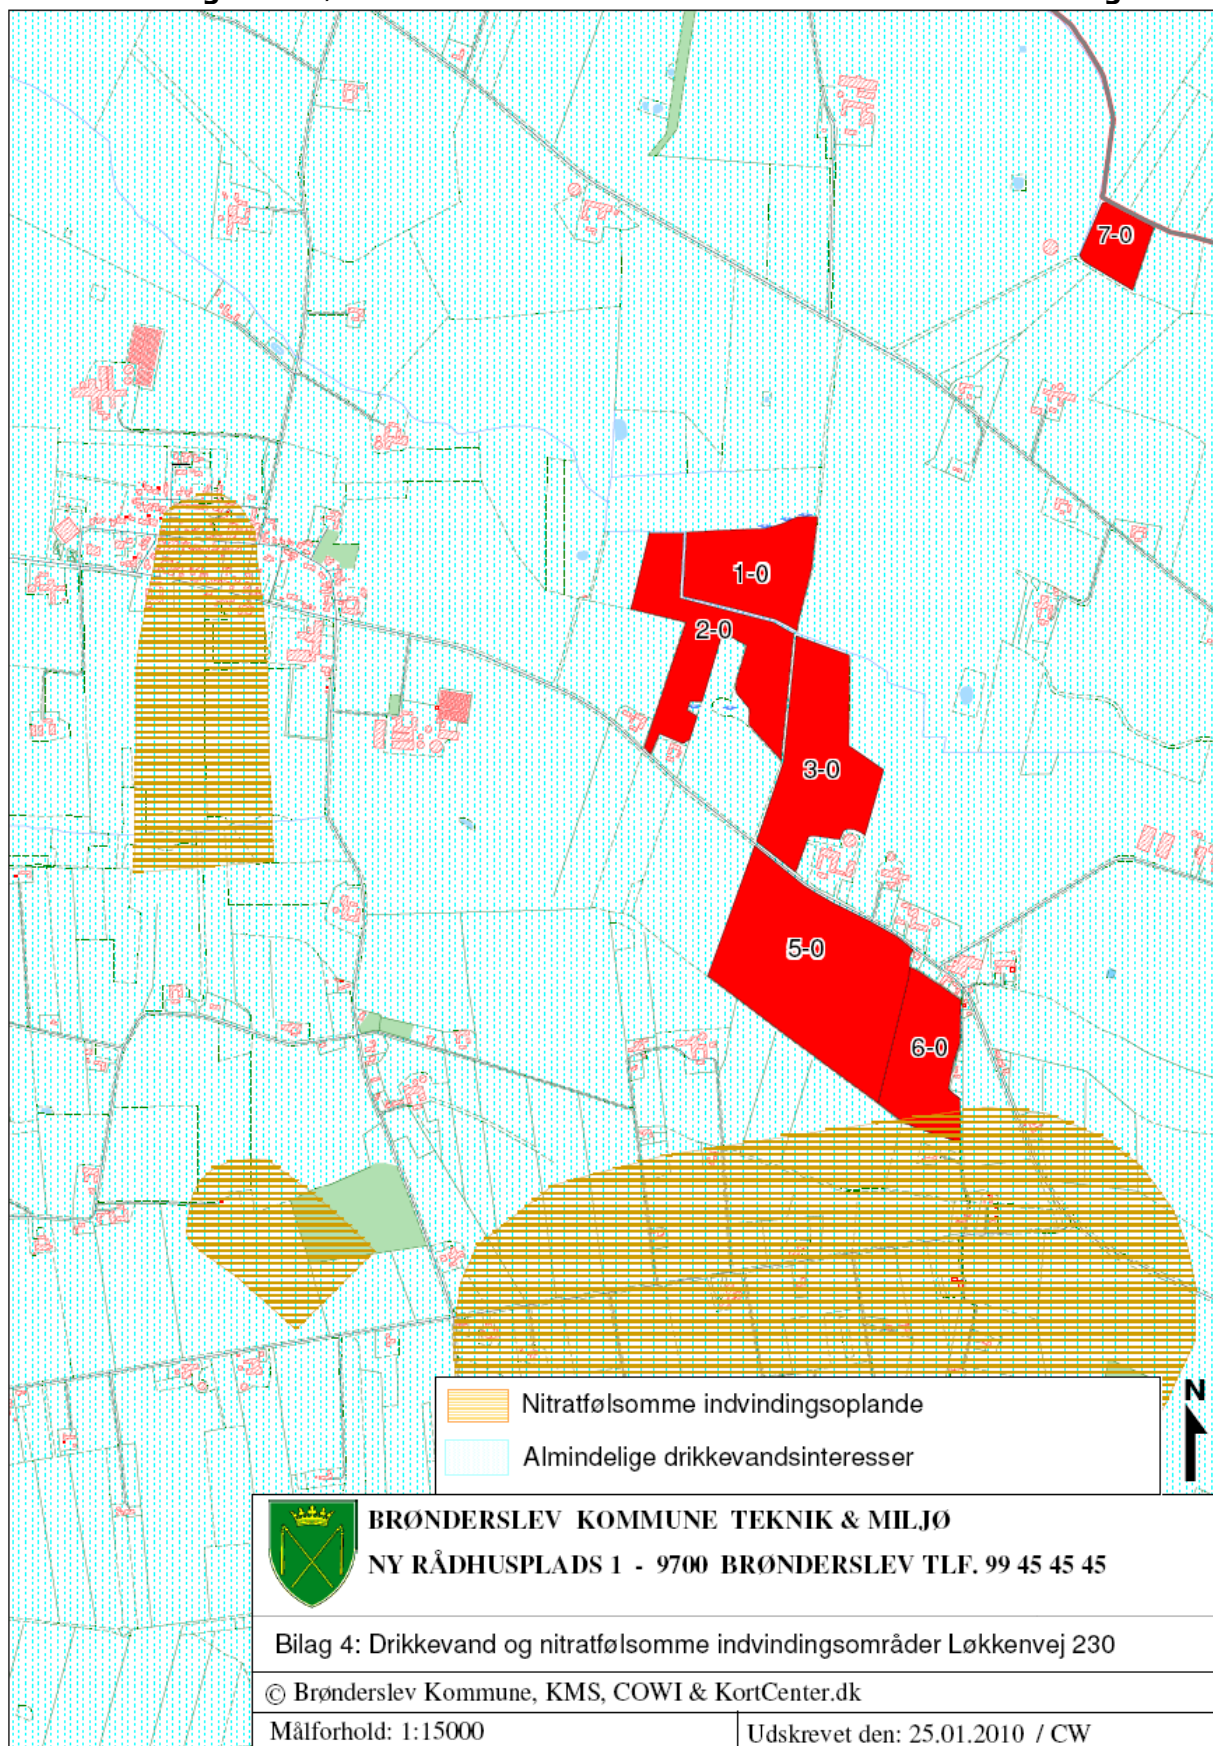 7-0
1-0
2-0
3-0
5-0
6-0
Nitratfølsomme indvindingsoplande
N
Almindelige drikkevandsinteresser
BRØNDERSLEV KOMMUNE TEKNIK & MILJØ
NY RÅDHUSPLADS 1 - 9700 BRØNDERSLEV TLF. 99 45 45 45
Bilag 4: Drikkevand og nitratfølsomme indvindingsområder Løkkenvej 230
© Brønderslev Kommune, KMS, COWI & KortCenter.dk
Målforhold: 1:15000
Udskrevet den: 25.01.2010 / CW